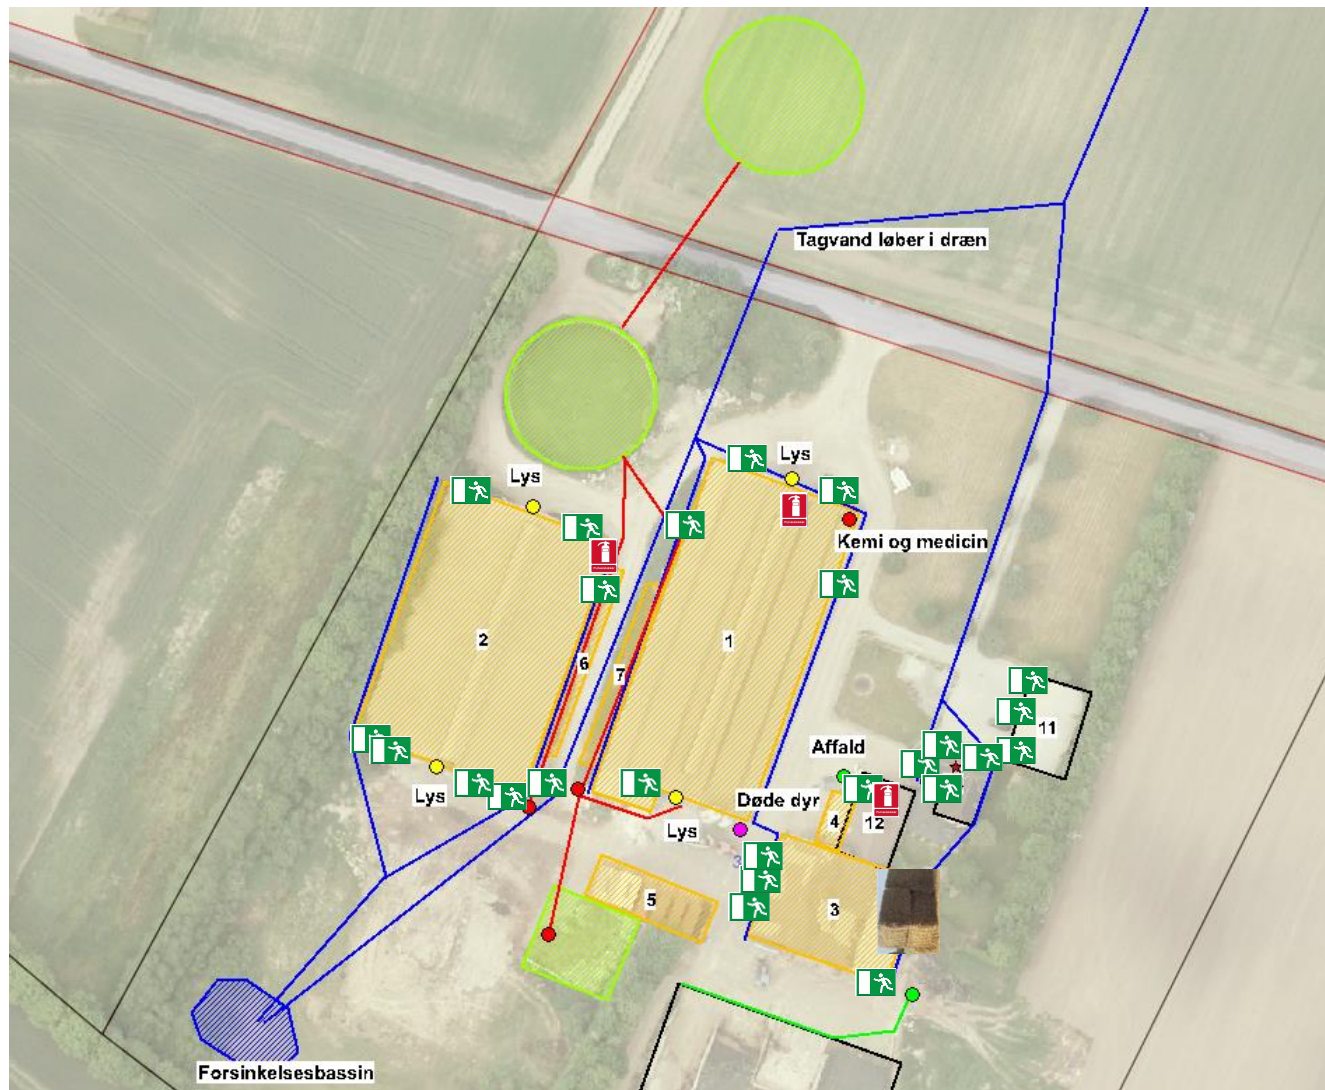 Tagvand løber i dræn
Lys
Lys
Kemi og medicin
2
1
6
7
11
Affald
Lys
Døde dyr
4
12
Lys
3
5
3
Forsinkelsesbassin